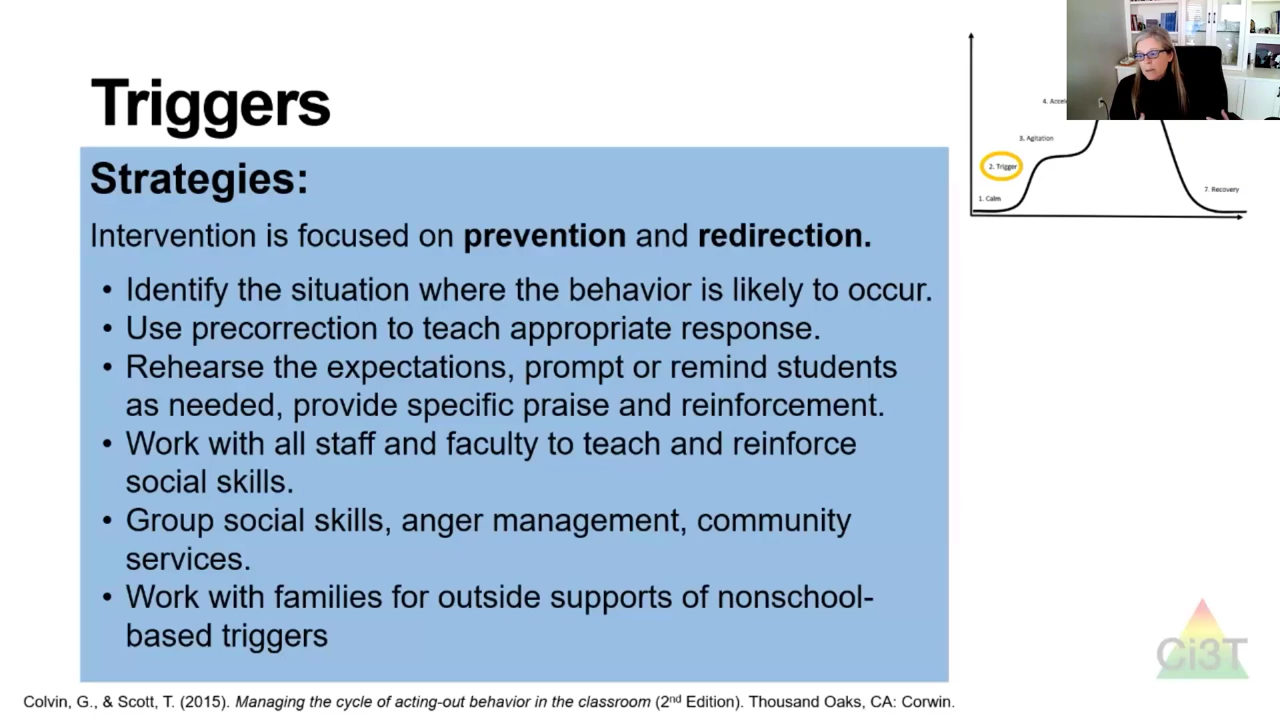 Triggers
Strategies:
Intervention is focused on prevention and redirection.
• Identify the situation where the behavior is likely to occur.
• Use precorrection to teach appropriate response.
• Rehearse the expectations, prompt or remind students
as needed, provide specific praise and reinforcement.
• Work with all staff and faculty to teach and reinforce
social skills.
• Group social skills, anger management, community
services.
• Work with families for outside supports of nonschool-
based triggers
4. Accel
3. Agitation
2. Trigger
1. Calm
7. Recovery
Ci3T
Colvin, G., & Scott, T. (2015). Managing the cycle of acting-out behavior in the classroom (2nd Edition). Thousand Oaks, CA: Corwin.